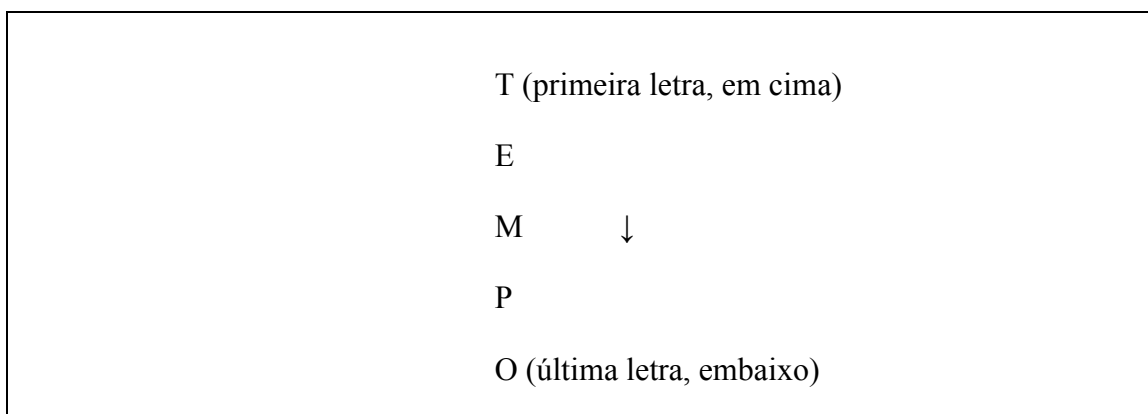 T (primeira letra, em cima)
E
M ↓
P
O (última letra, embaixo)